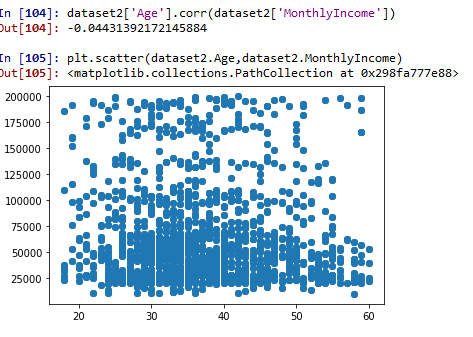 In [104]: dataset2['Age'].corr(dataset2['MonthlyIncome'])
Out[104]: -0.04431392172145884
In [105]: plt.scatter(dataset2.Age,dataset2.MonthlyIncome)
Out[105]: <matplotlib.collections.PathCollection at 0x298fa777e88>
200000
175000
150000
125000
100000
75000
50000
25000
20 30 40 50 60